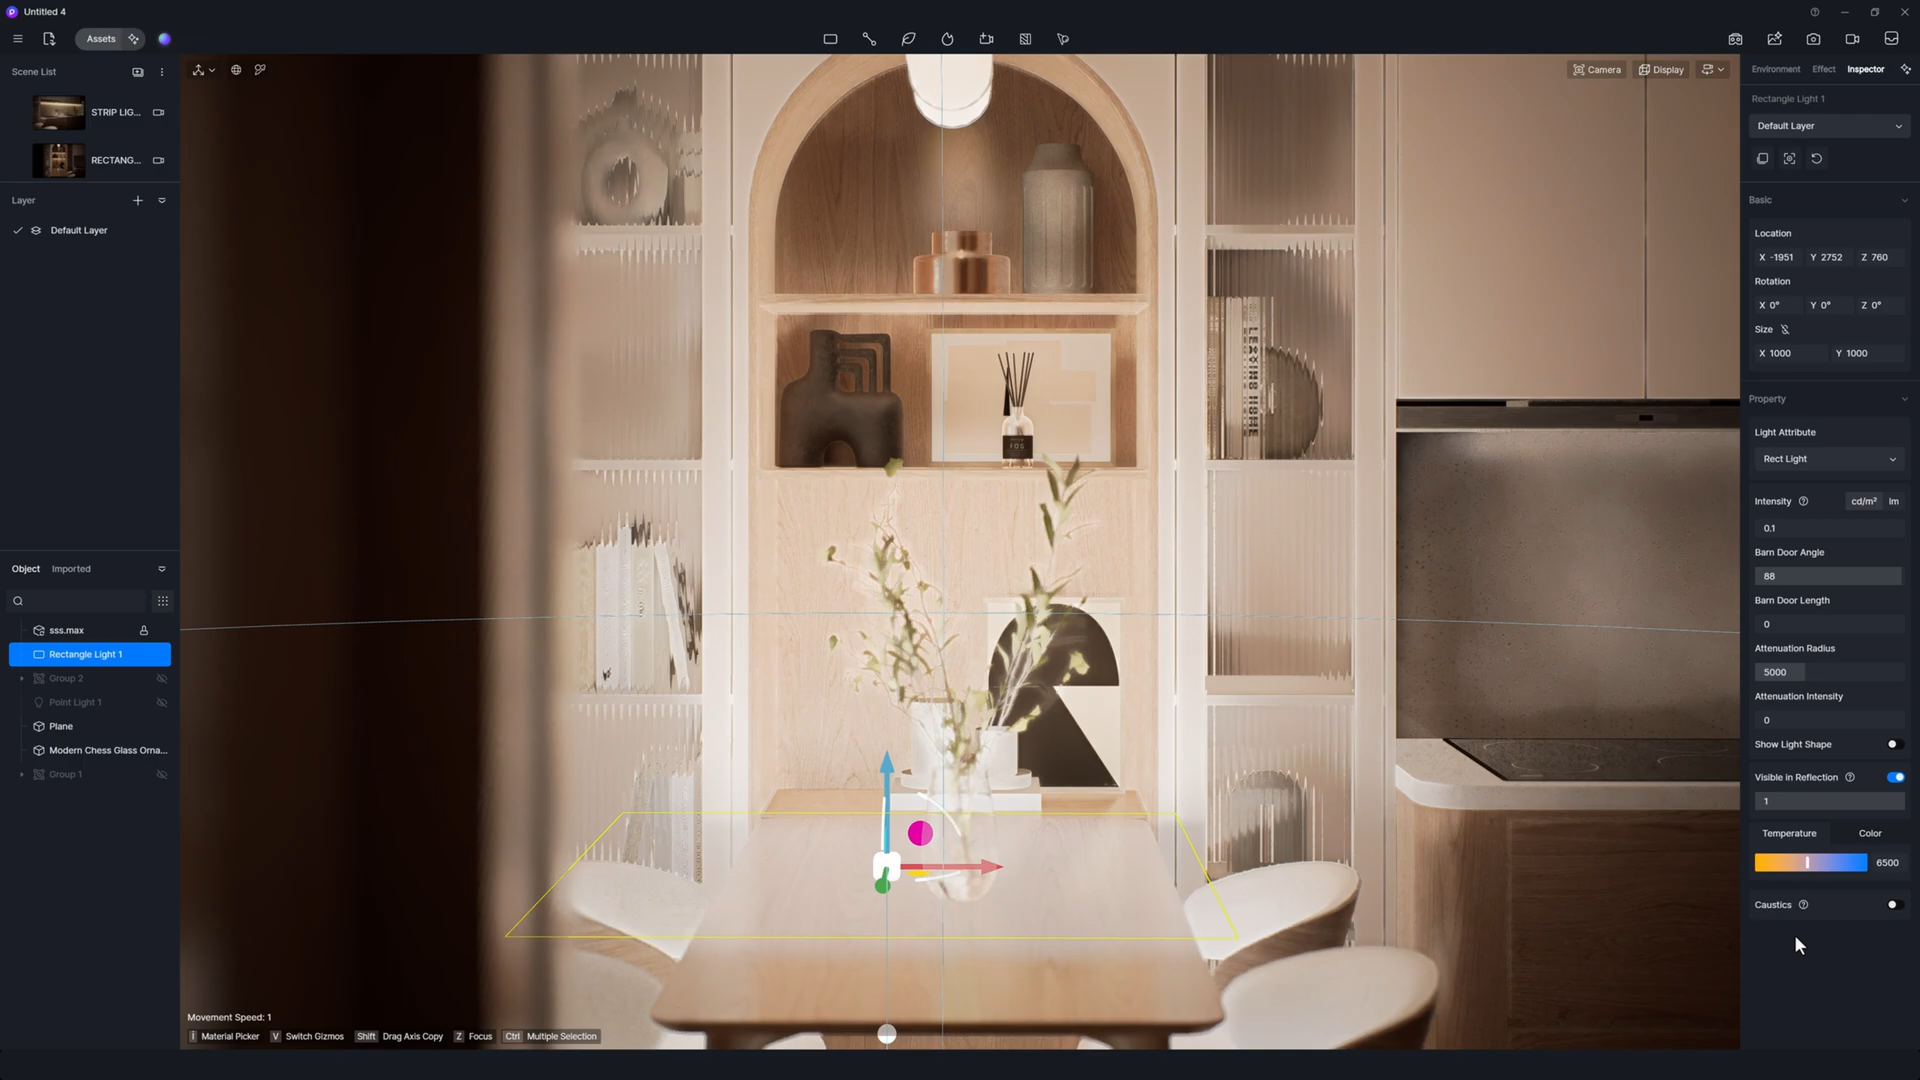 Untitled 4
Assets
Scene List
STRIP LIG...
RECTANG...
Layer
Default Layer
Object Imported
sss.max
Rectangle Light 1
Group 2
Point Light 1
Plane
Modern Chess Glass Orna...
Group 1
Camera Display
FOG
Movement Speed: 1
i Material Picker V Switch Gizmos Shift Drag Axis Copy Z Focus Ctrl Multiple Selection
Environment Effect Inspector
Rectangle Light 1
Default Layer
Basic
Location
X -1951 Y 2752 Z 760
Rotation
X 0° Y 0° Z 0°
Size
X 1000 Y 1000
Property
Light Attribute
Rect Light
Intensity cd/m² lm
0.1
Barn Door Angle
88
Barn Door Length
0
Attenuation Radius
5000
Attenuation Intensity
0
Show Light Shape
Visible in Reflection
1
Temperature Color
6500
Caustics